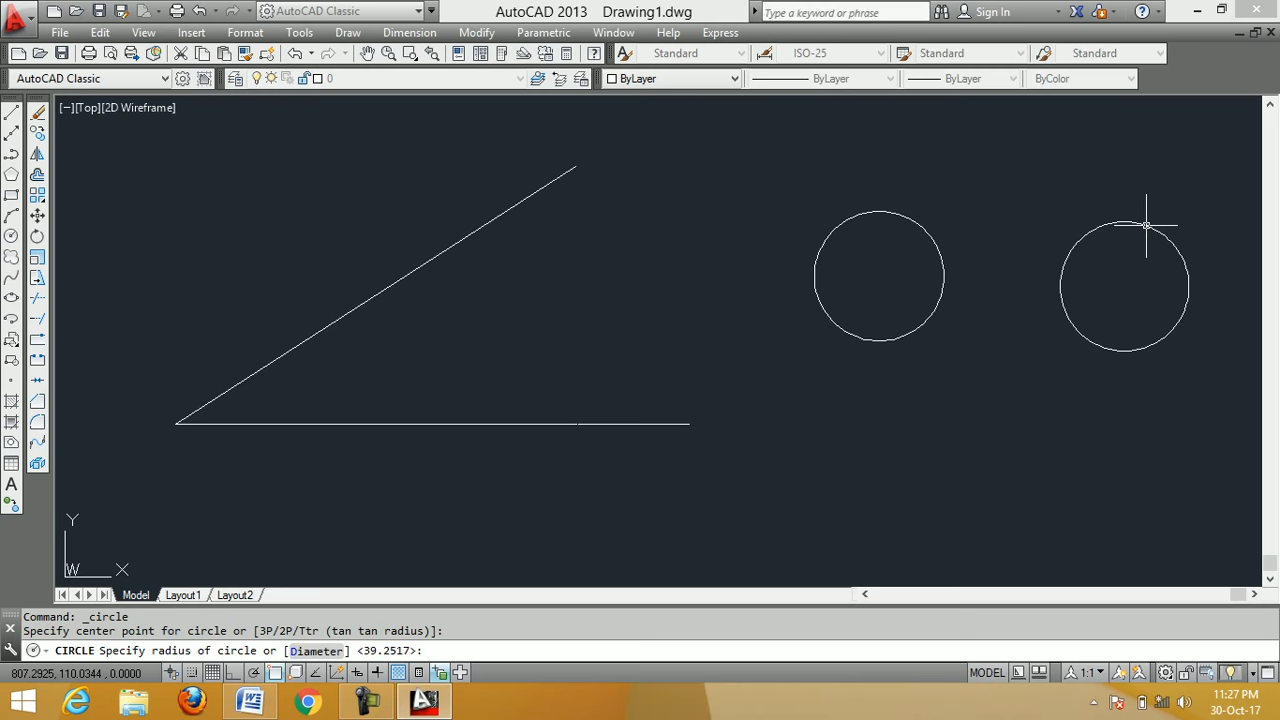 AutoCAD Classic
AutoCAD 2013 Drawing1.dwg
Type a keyword or phrase
Sign In
File Edit View Insert Format Tools Draw Dimension Modify Parametric Window Help Express
Standard ISO-25 Standard Standard
AutoCAD Classic 0 ByLayer ByLayer ByLayer ByColor
[−][Top][2D Wireframe]
A
Y
W X
Model Layout1 Layout2
Command: _circle
Specify center point for circle or [3P/2P/Ttr (tan tan radius)]:
CIRCLE Specify radius of circle or [Diameter] <39.2517>:
807.2925, 110.0344 , 0.0000 MODEL 1:1
11:27 PM
30-Oct-17